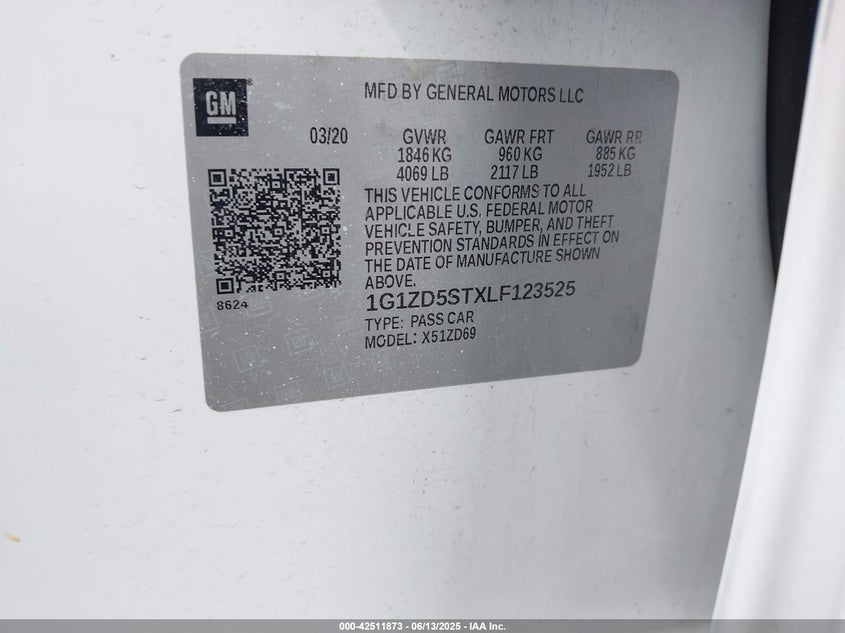 GM
MFD BY GENERAL MOTORS LLC
03/20 GVWR GAWR FRT GAWR RR
1846 KG 960 KG 885 KG
4069 LB 2117 LB 1952 LB
THIS VEHICLE CONFORMS TO ALL
APPLICABLE U.S. FEDERAL MOTOR
VEHICLE SAFETY, BUMPER, AND THEFT
PREVENTION STANDARDS IN EFFECT ON
THE DATE OF MANUFACTURE SHOWN
ABOVE.
8624
1G1ZD5STXLF123525
TYPE: PASS CAR
MODEL: X51ZD69
000-42511873 - 06/13/2025 - IAA Inc.